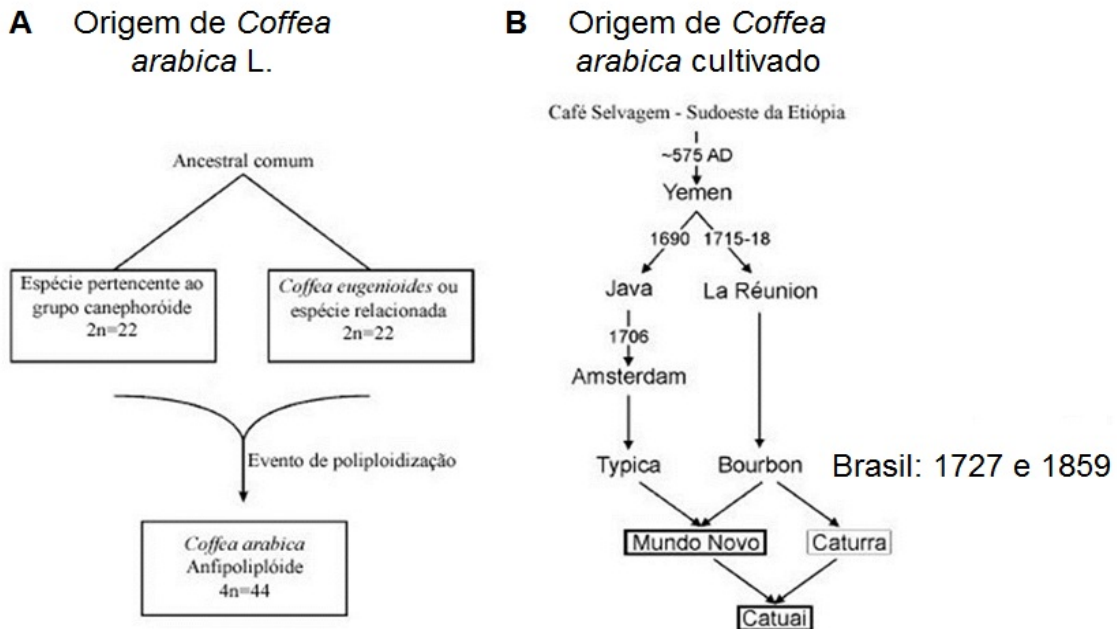 A Origem de Coffea
arabica L.
Ancestral comum
Espécie pertencente ao
grupo canephoróide
2n=22
Coffea eugenioides ou
espécie relacionada
2n=22
Evento de poliploidização
Coffea arabica
Anfipoliplóide
4n=44
B Origem de Coffea
arabica cultivado
Café Selvagem - Sudoeste da Etiópia
~575 AD
Yemen
1690 1715-18
Java La Réunion
1706
Amsterdam
Typica Bourbon Brasil: 1727 e 1859
Mundo Novo Caturra
Catuai